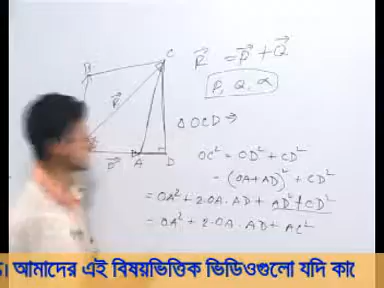 B
C
R⃗ = P⃗ + Q⃗
P, Q, α
R⃗
△ OCD ⇒
OC² = OD² + CD²
= (OA+AD)² + CD²
P⃗ A D
= OA² + 2·OA·AD + AD² + CD²
= OA² + 2·OA·AD + AC²
আমাদের এই বিষয়ভিত্তিক ভিডিওগুলো যদি